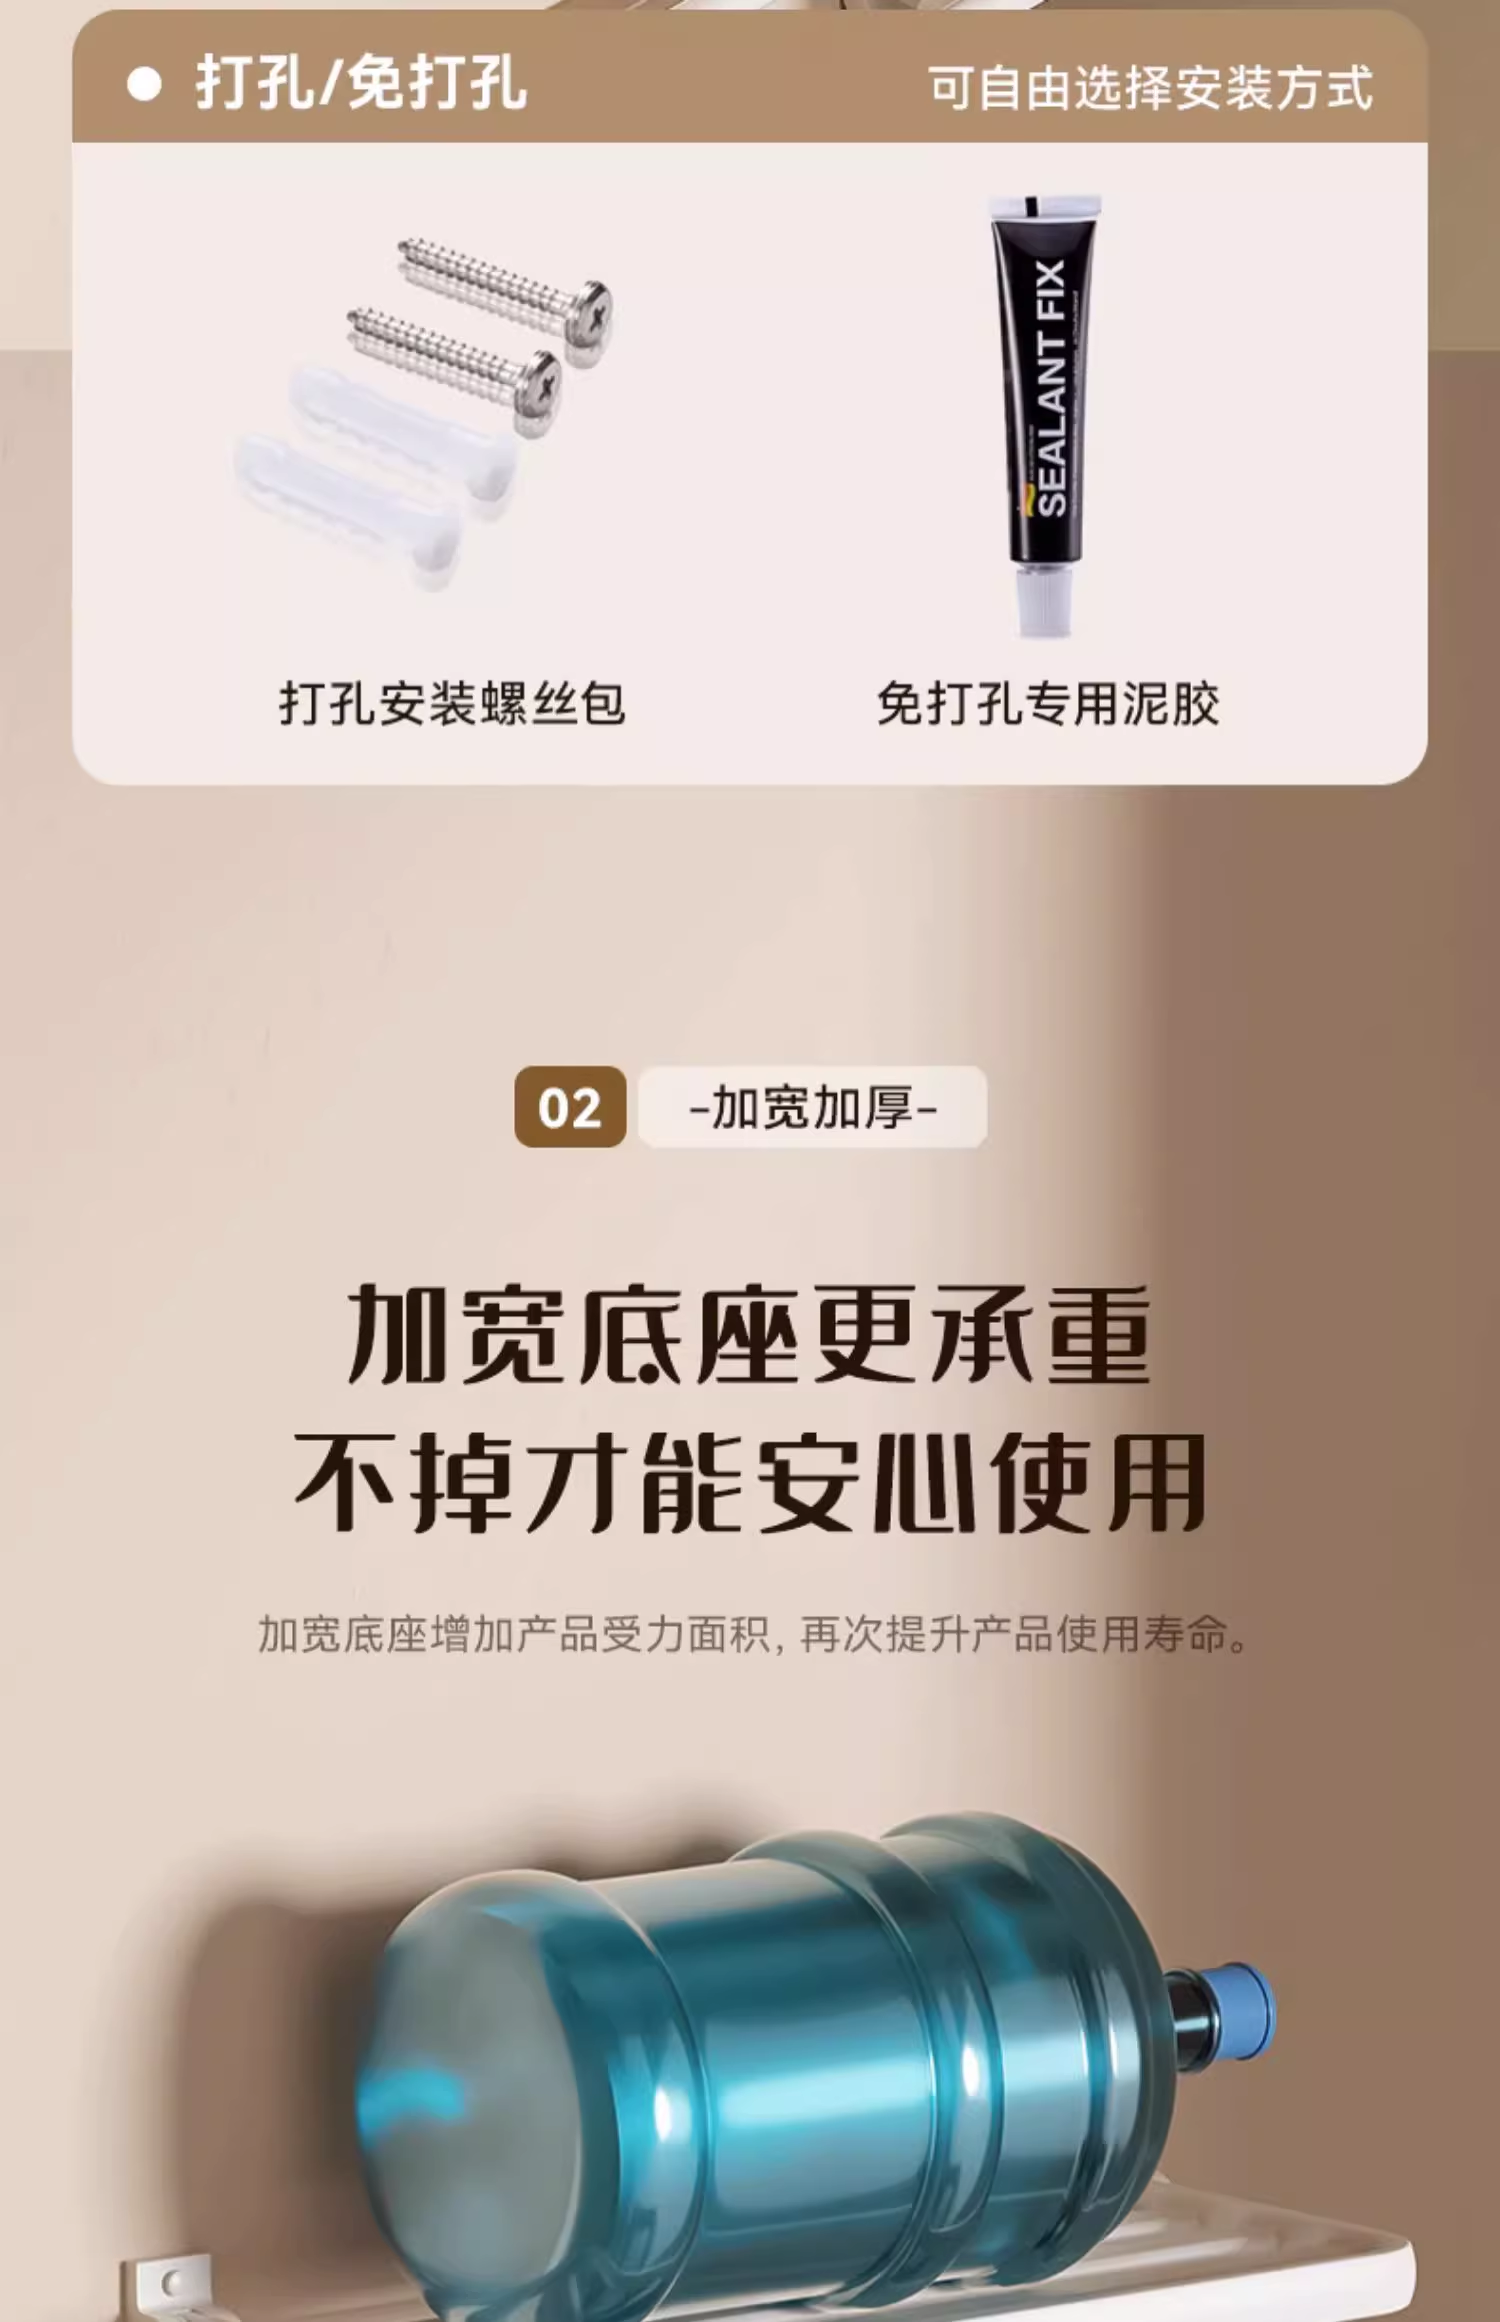 打孔/免打孔
可自由选择安装方式
SEALANT FIX
打孔安装螺丝包
免打孔专用泥胶
02
-加宽加厚-
加宽底座更承重
不掉才能安心使用
加宽底座增加产品受力面积,再次提升产品使用寿命。